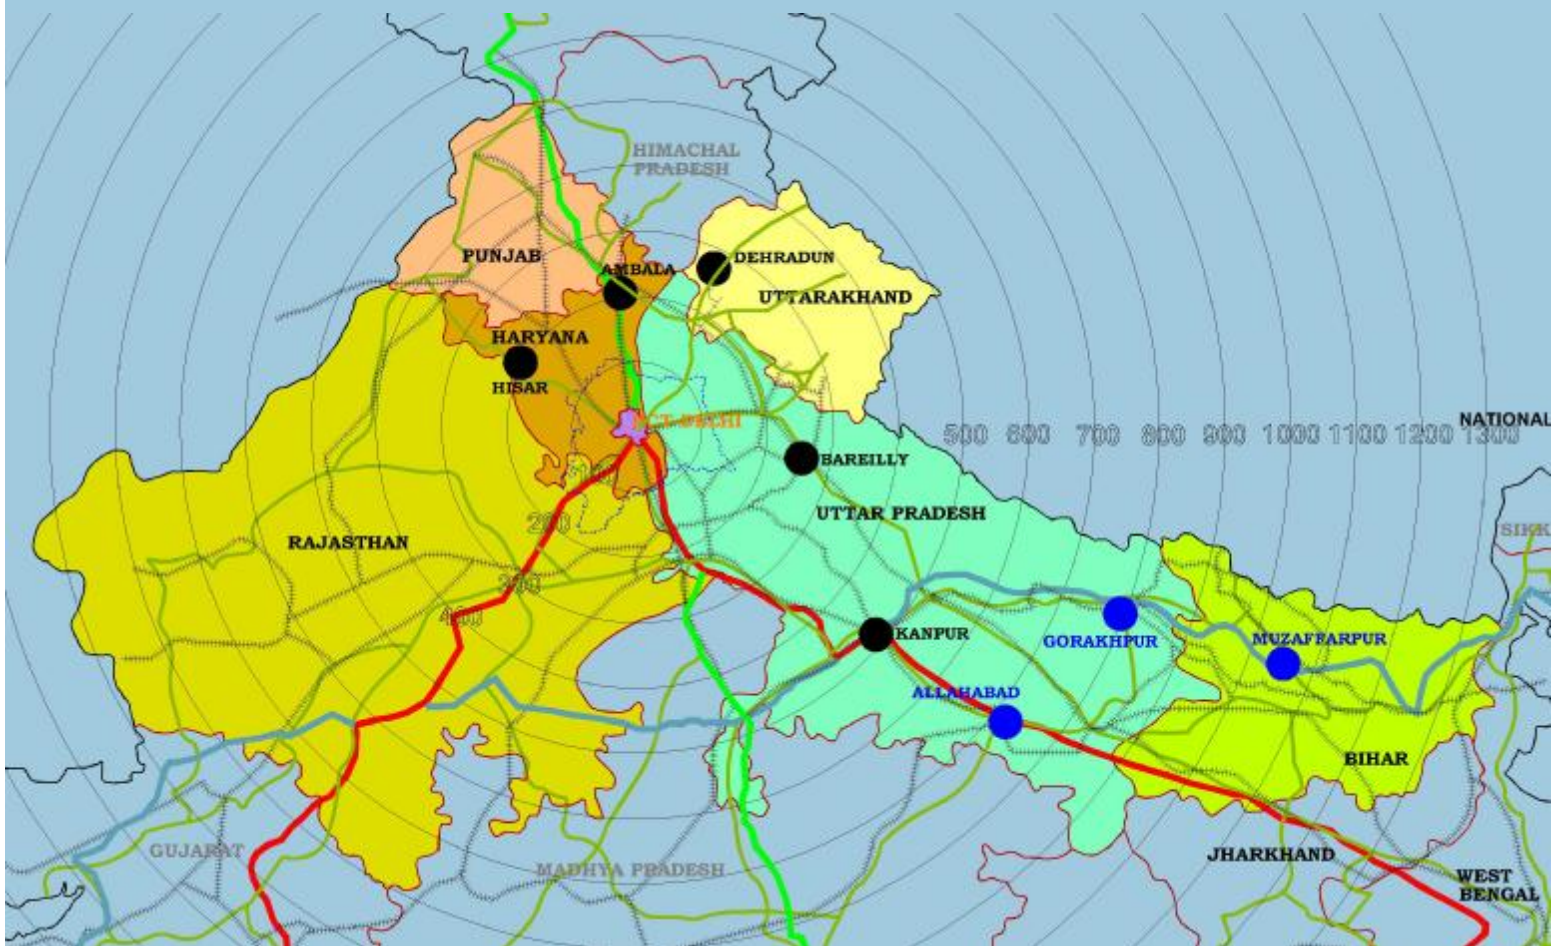 HIMACHAL
PRADESH
PUNJAB
AMBALA
DEHRADUN
UTTARAKHAND
HARYANA
HISAR
NATIONAL
500 600 700 800 900 1000 1100 1200 1300
BAREILLY
UTTAR PRADESH
200
RAJASTHAN
SIKK
300
400
KANPUR
GORAKHPUR
MUZAFFARPUR
ALLAHABAD
BIHAR
GUJARAT
MADHYA PRADESH
JHARKHAND
WEST
BENGAL